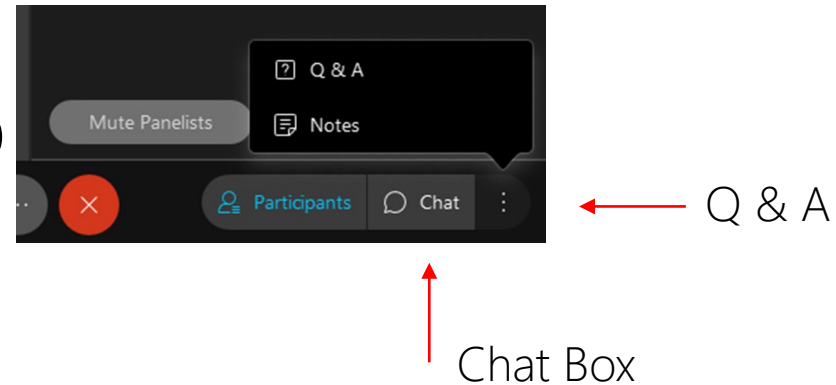 Q & A
Mute Panelists
Notes
Participants
Chat
Q & A
Chat Box